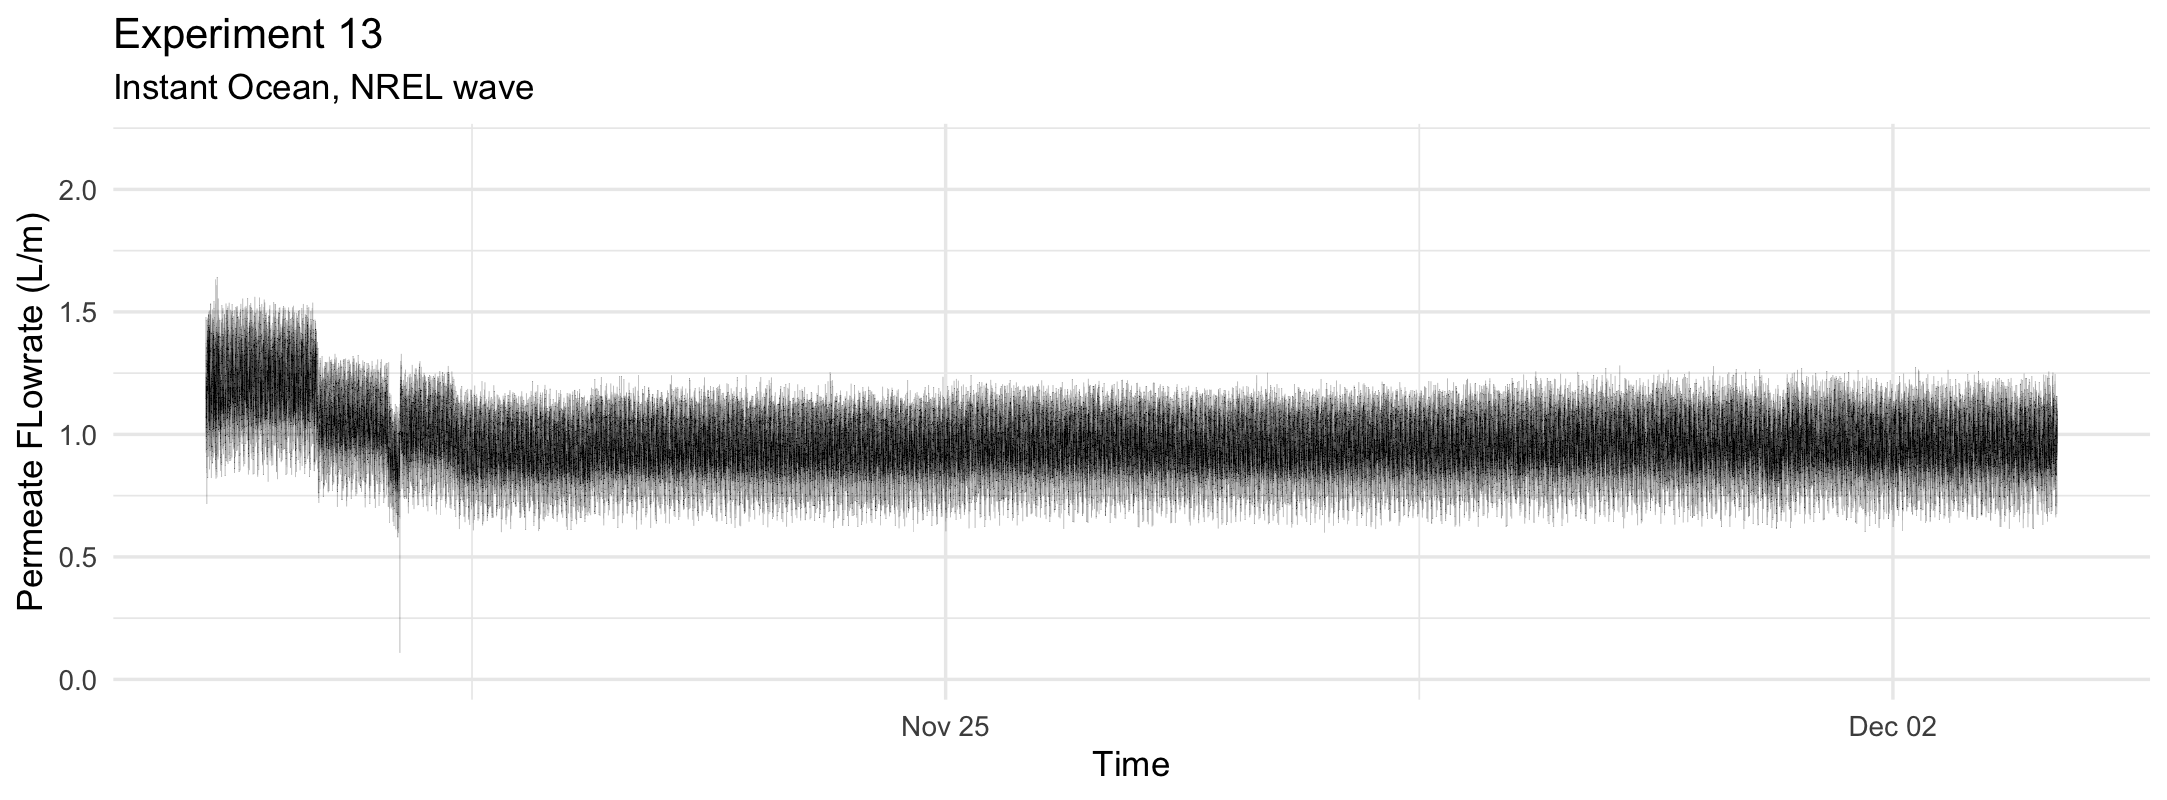 Experiment 13
Instant Ocean, NREL wave
Permeate FLowrate (L/m)
2.0
1.5
1.0
0.5
0.0
Nov 25
Dec 02
Time